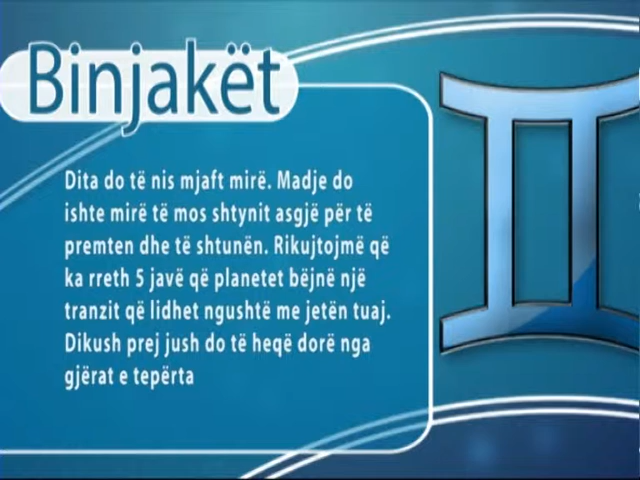 Binjakët
Dita do të nis mjaft mirë. Madje do
ishte mirë të mos shtynit asgjë për të
premten dhe të shtunën. Rikujtojmë që
ka rreth 5 javë që planetet bëjnë një
tranzit që lidhet ngushtë me jetën tuaj.
Dikush prej jush do të heqë dorë nga
gjërat e tepërta